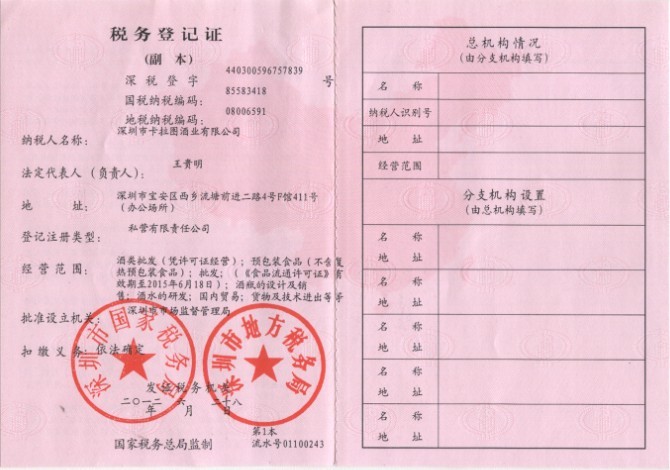 税务登记证
(副 本)
440300596757839
深税登字 号
85583418
国税纳税编码:
08006591
地税纳税编码:
深圳市卡拉图酒业有限公司
纳税人名称:
王贵明
法定代表人(负责人):
深圳市宝安区西乡流塘前进二路4号F馆411号
地 址:
(办公场所)
私营有限责任公司
登记注册类型:
酒类批发(凭许可证经营);预包装食品(不含复
经营范围:
热预包装食品);批发;(《食品流通许可证》有
效期至2015年6月18日);酒瓶的设计及销
售;酒水的研发;国内贸易;货物及技术进出等等
深圳市市场监督管理局
批准设立机关:
扣缴义务:依法确定
深圳市国家税务局
深圳市地方税务局
发证税务机关
二〇一二 六 二十八
年 月 日
第1本
国家税务总局监制 流水号01100243
总机构情况
(由分支机构填写)
名 称
纳税人识别号
地 址
经营范围
分支机构设置
(由总机构填写)
名 称
地 址
名 称
地 址
名 称
地 址
名 称
地 址
名 称
地 址